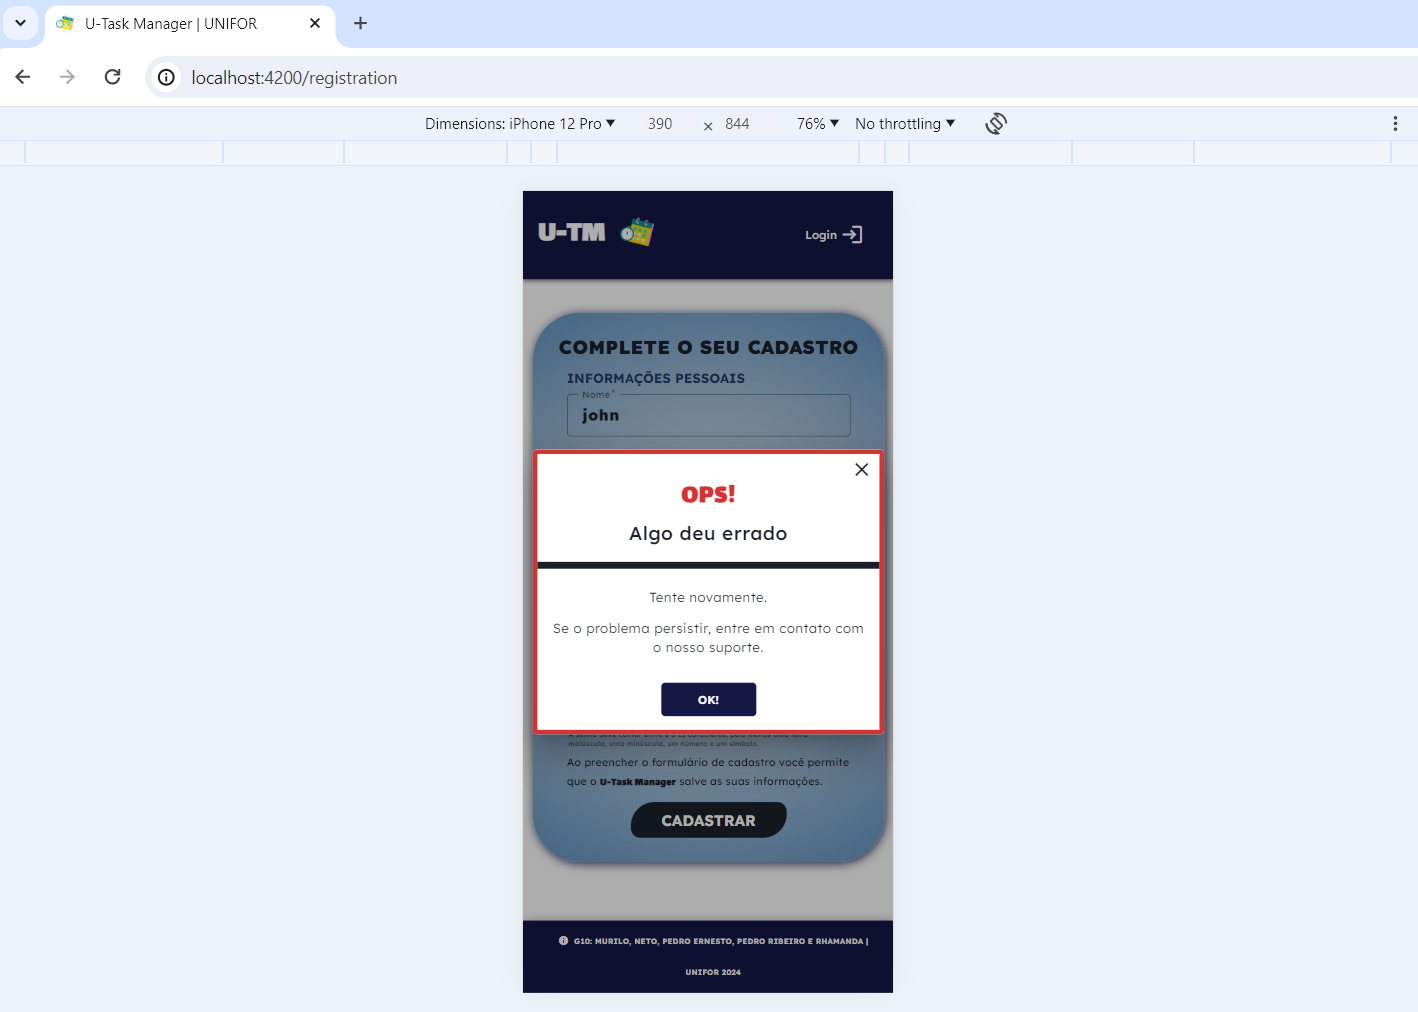 U-Task Manager | UNIFOR
localhost:4200/registration
Dimensions: iPhone 12 Pro ▼ 390 × 844 76% ▼ No throttling ▼
U-TM
Login
COMPLETE O SEU CADASTRO
INFORMAÇÕES PESSOAIS
Nome*
john
OPS!
Algo deu errado
Tente novamente.
Se o problema persistir, entre em contato com
o nosso suporte.
OK!
maiúscula, uma minúscula, um número e um símbolo.
Ao preencher o formulário de cadastro você permite
que o U-Task Manager salve as suas informações.
CADASTRAR
G10: MURILO, NETO, PEDRO ERNESTO, PEDRO RIBEIRO E RHAMANDA |
UNIFOR 2024